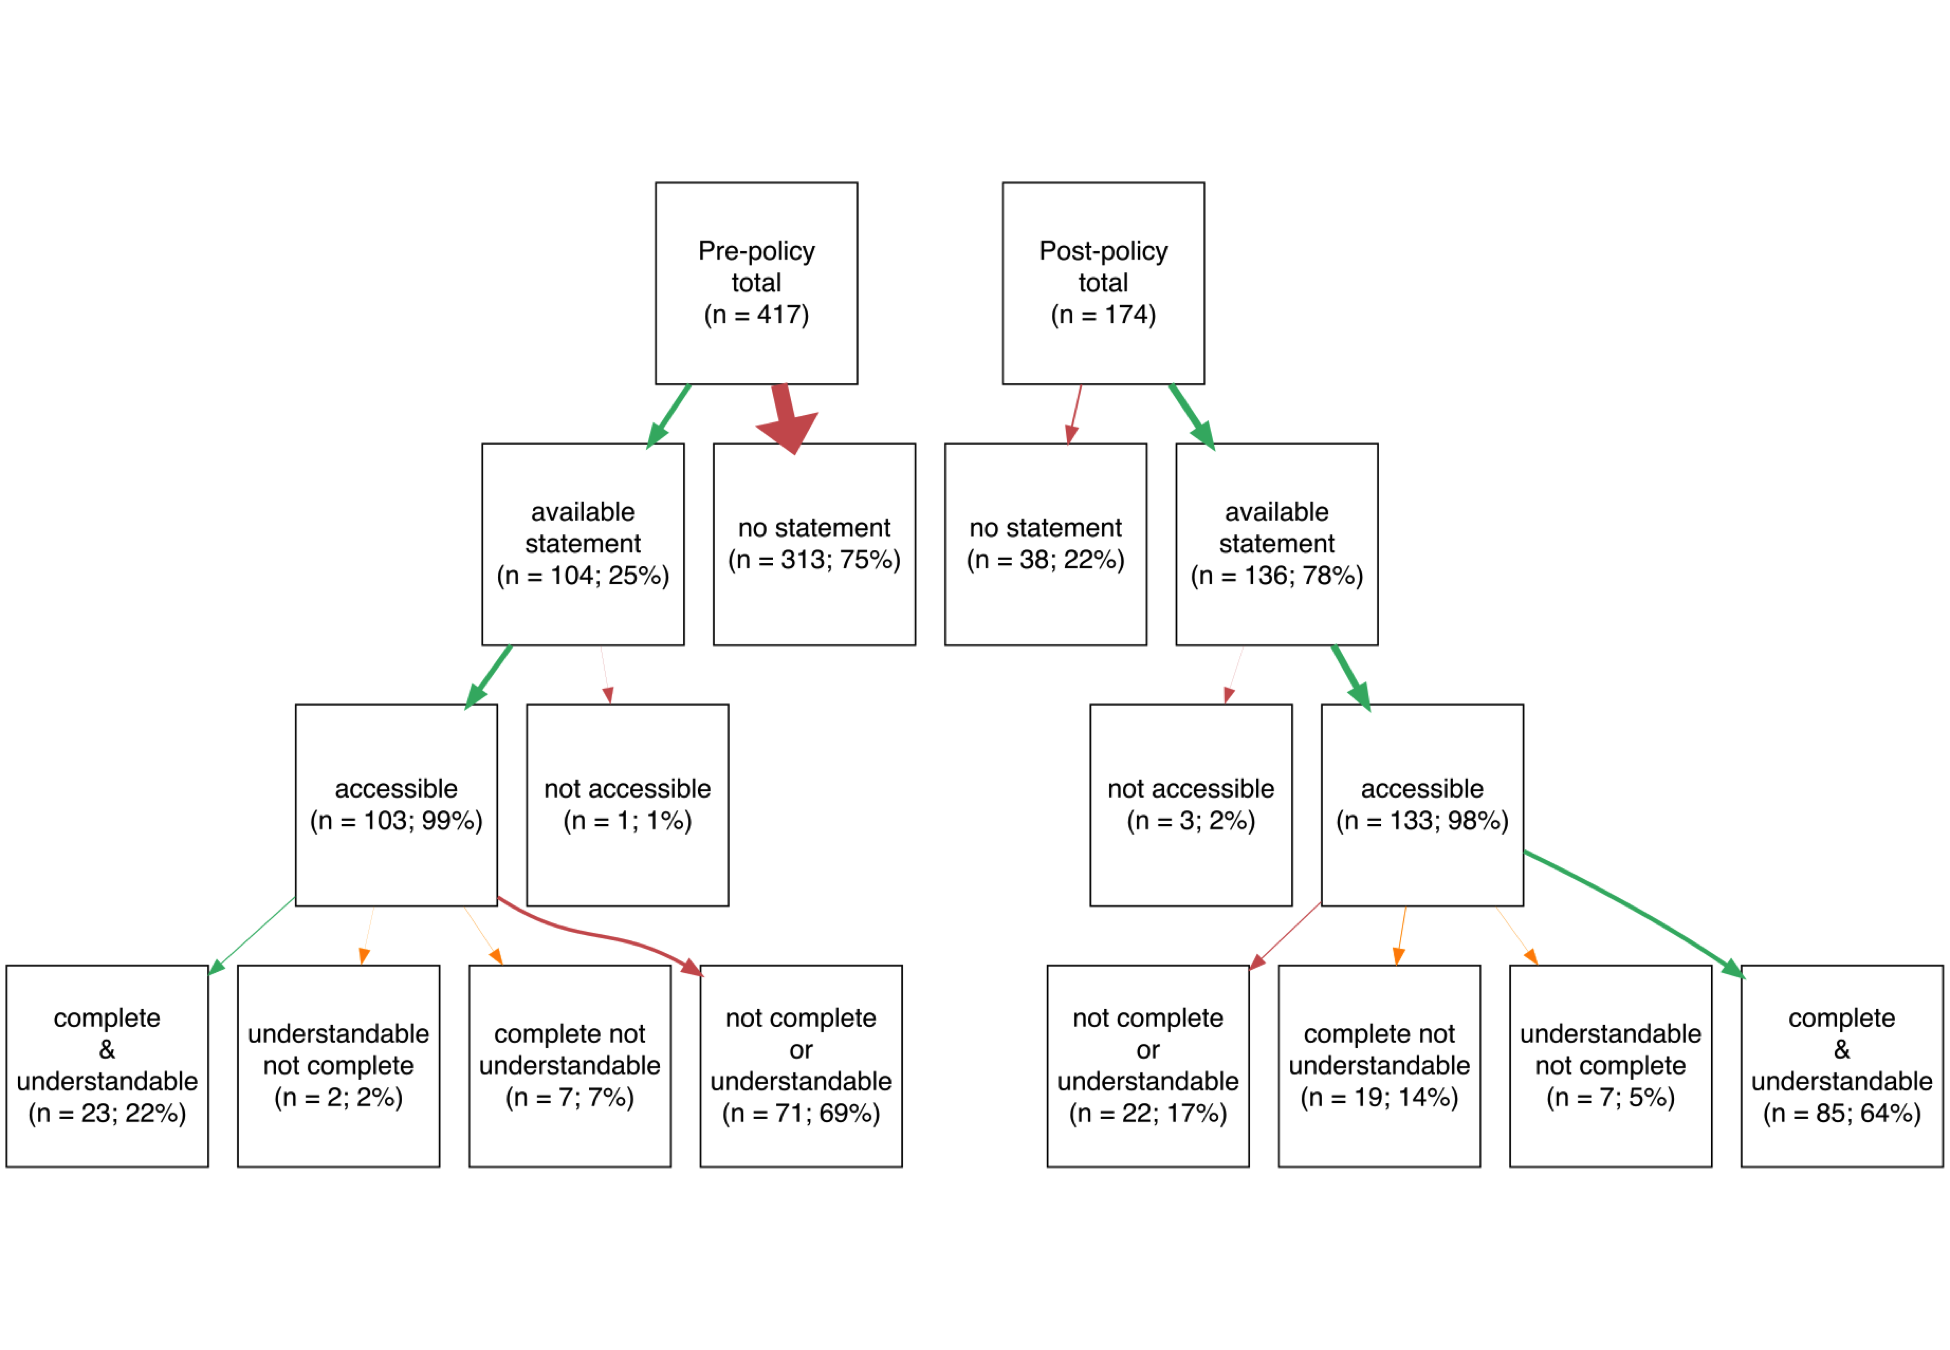 Pre-policy
total
(n = 417)
Post-policy
total
(n = 174)
available
statement
(n = 104; 25%)
no statement
(n = 313; 75%)
no statement
(n = 38; 22%)
available
statement
(n = 136; 78%)
accessible
(n = 103; 99%)
not accessible
(n = 1; 1%)
not accessible
(n = 3; 2%)
accessible
(n = 133; 98%)
complete
&
understandable
(n = 23; 22%)
understandable
not complete
(n = 2; 2%)
complete not
understandable
(n = 7; 7%)
not complete
or
understandable
(n = 71; 69%)
not complete
or
understandable
(n = 22; 17%)
complete not
understandable
(n = 19; 14%)
understandable
not complete
(n = 7; 5%)
complete
&
understandable
(n = 85; 64%)